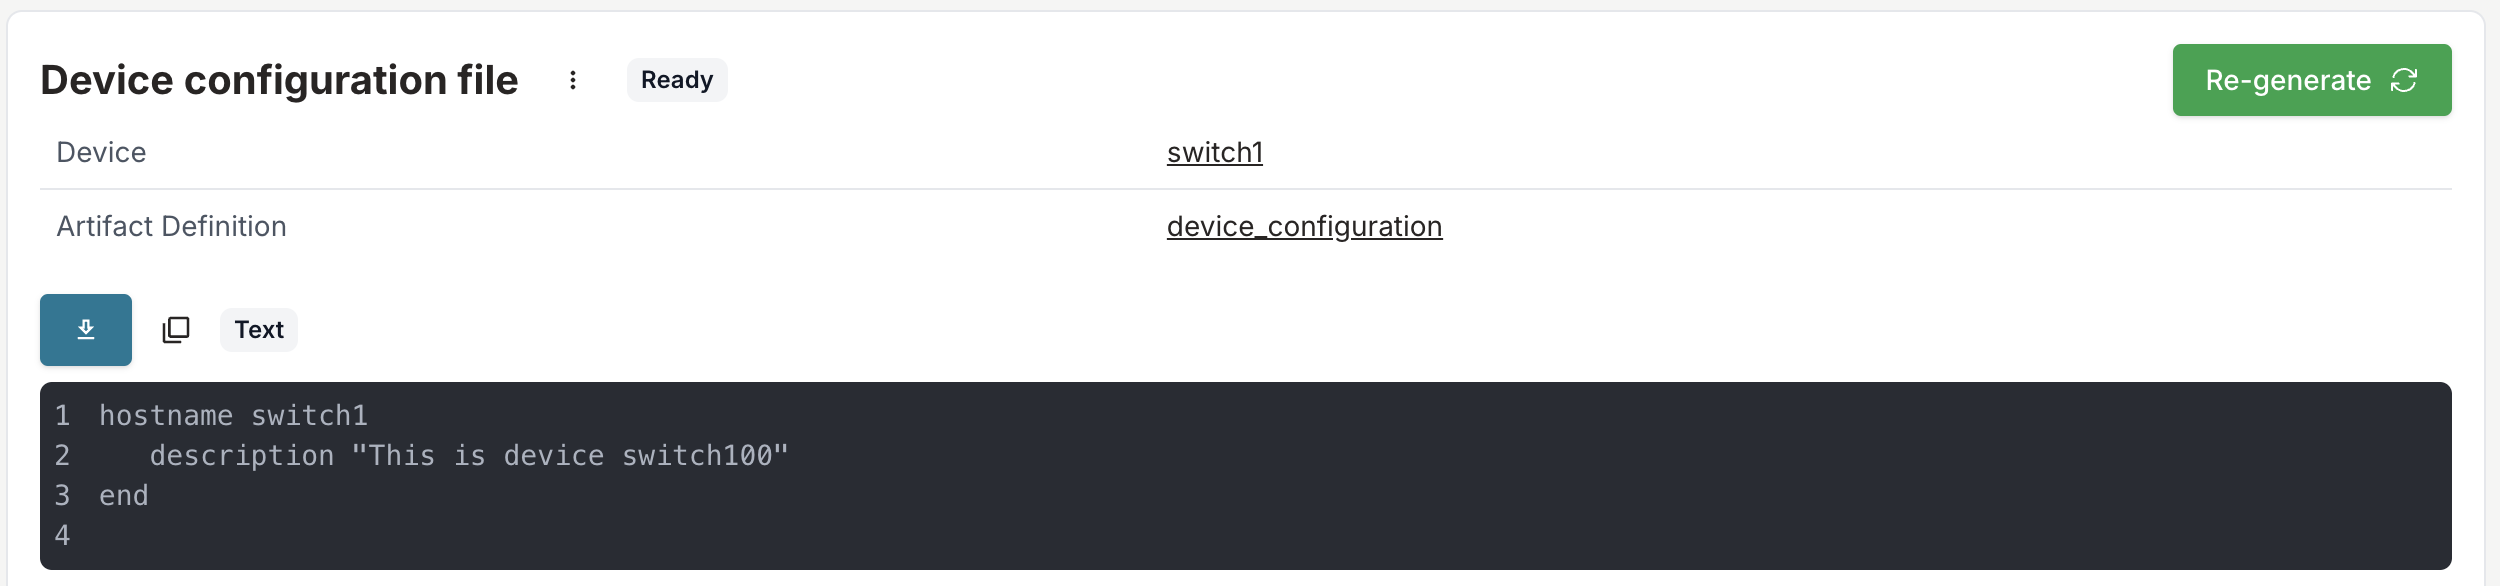 Device configuration file
Ready
Re-generate
Device
switch1
Artifact Definition
device_configuration
Text
1 hostname switch1
2    description "This is device switch100"
3 end
4